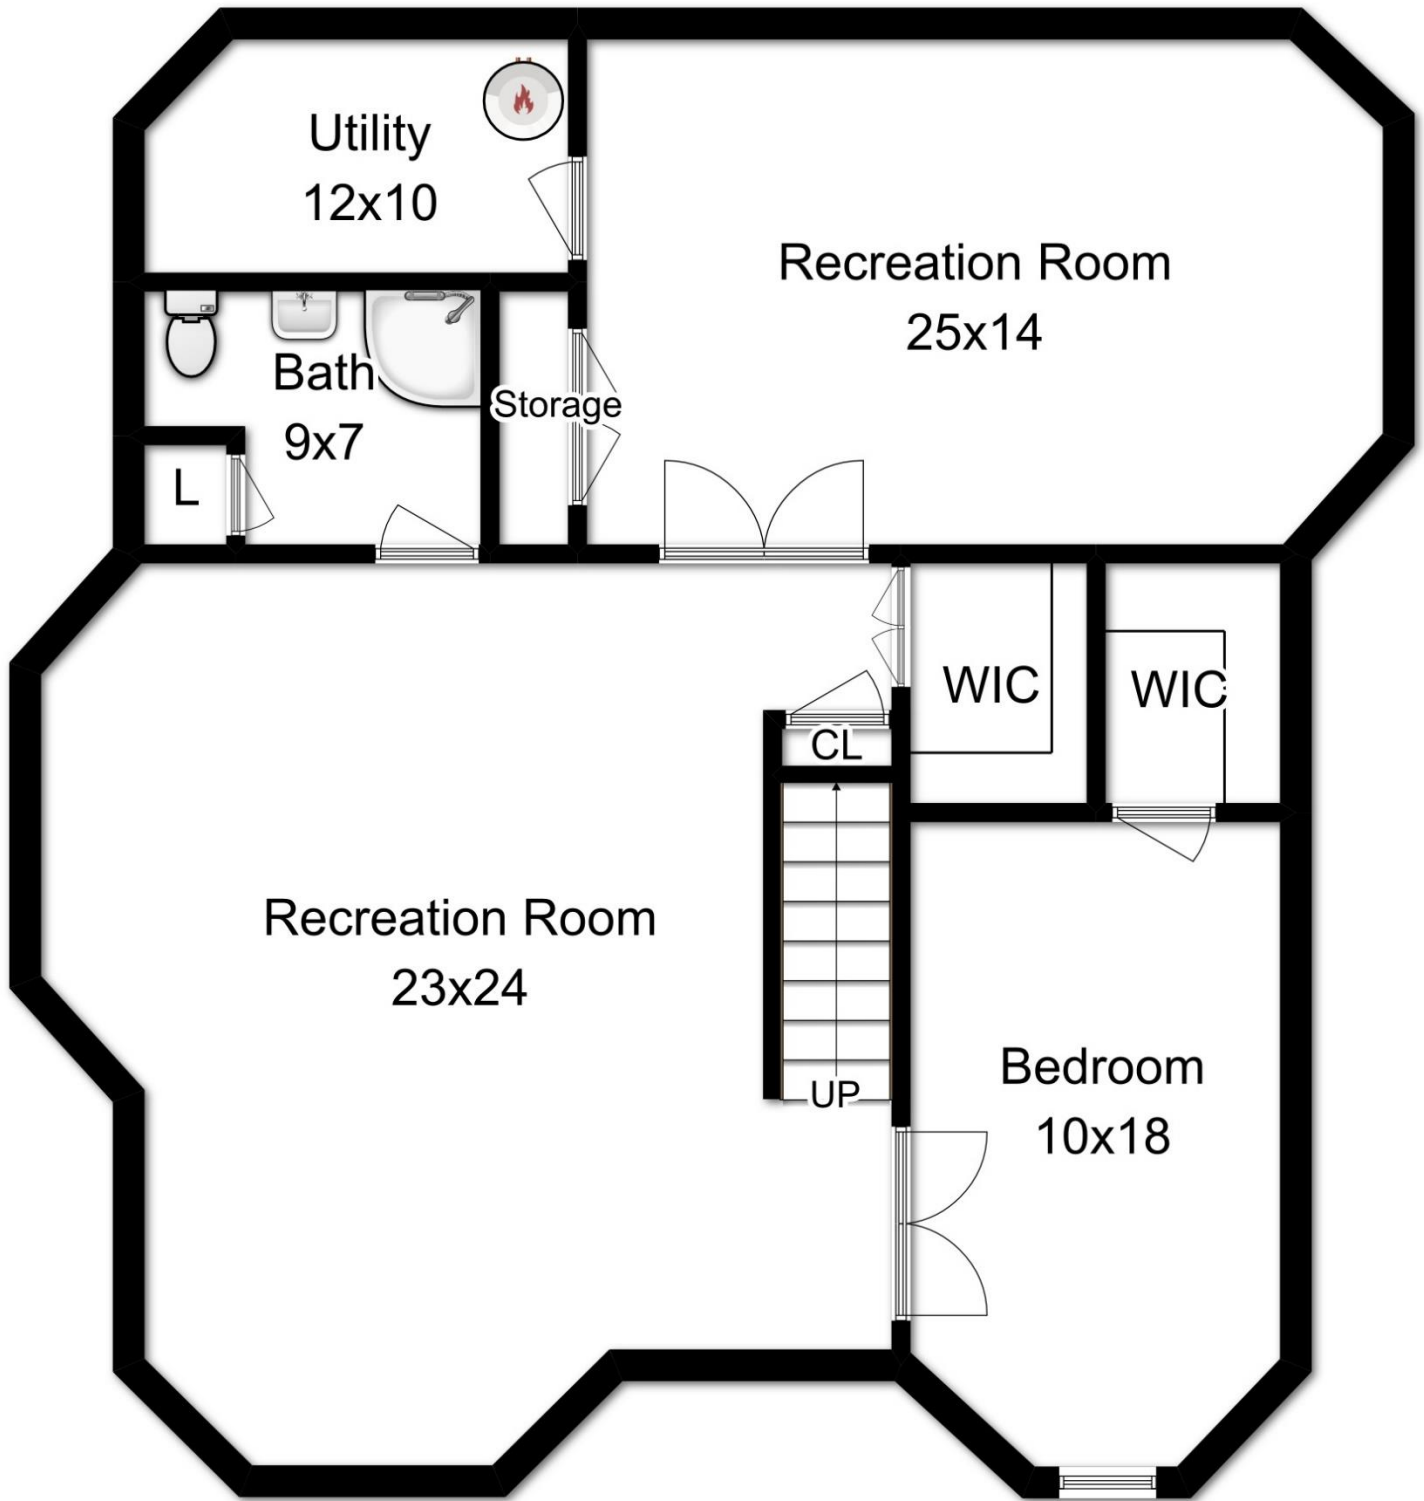 Utility
12x10
Recreation Room
25x14
Bath
9x7
Storage
L
WIC
WIC
CL
Recreation Room
23x24
UP
Bedroom
10x18